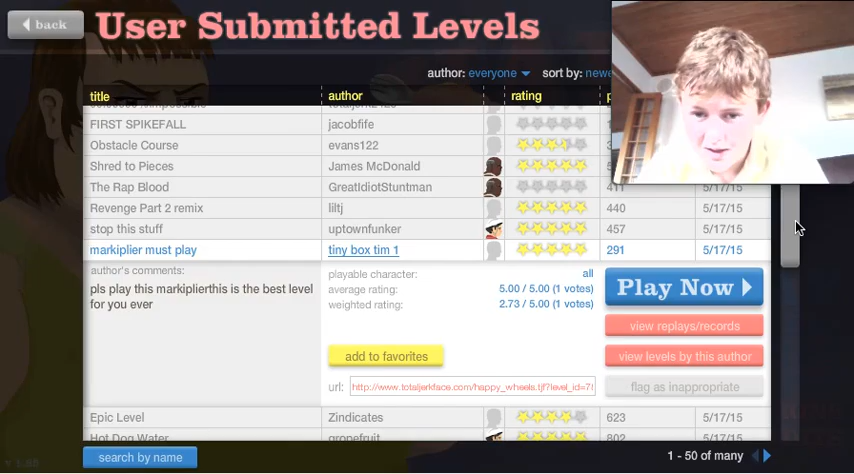 back
User Submitted Levels
author: everyone sort by: newe
title author rating p
FIRST SPIKEFALL jacobfife
Obstacle Course evans122
Shred to Pieces James McDonald 5/17/15
The Rap Blood GreatIdiotStuntman 411 5/17/15
Revenge Part 2 remix liltj 440 5/17/15
stop this stuff uptownfunker 457 5/17/15
markiplier must play tiny box tim 1 291 5/17/15
author's comments:
pls play this markiplierthis is the best level
for you ever
playable character: all
average rating: 5.00 / 5.00 (1 votes)
weighted rating: 2.73 / 5.00 (1 votes)
Play Now
view replays/records
add to favorites
view levels by this author
url: http://www.totaljerkface.com/happy_wheels.tjf?level_id=7
flag as inappropriate
Epic Level Zindicates 623 5/17/15
Hot Dog Water gropefruit 802 5/17/15
search by name
1 - 50 of many